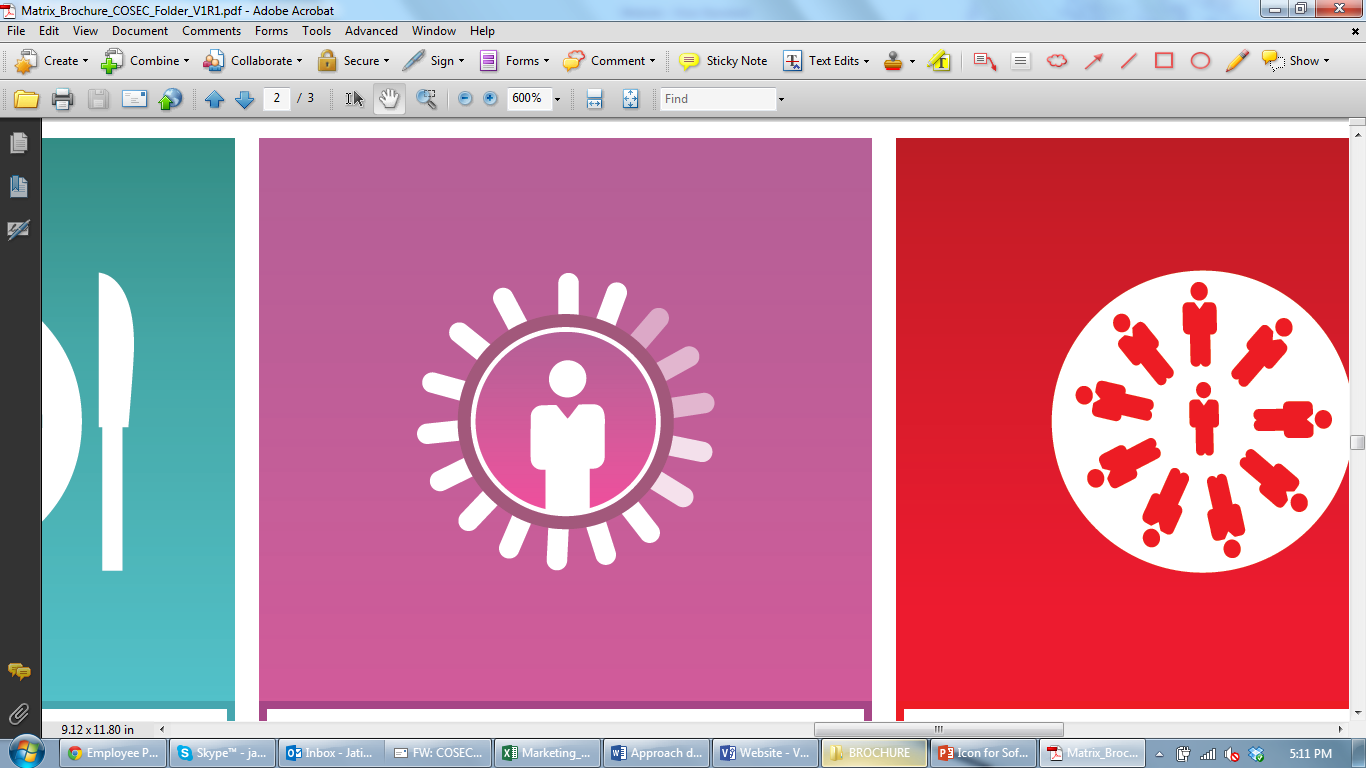 Matrix_Brochure_COSEC_Folder_V1R1.pdf - Adobe Acrobat
File Edit View Document Comments Forms Tools Advanced Window Help
Create Combine Collaborate Secure Sign Forms Comment Sticky Note Text Edits Show
2 / 3 600% Find
9.12 x 11.80 in
Employee P... Skype™ - ja... Inbox - Jati... FW: COSEC... Marketing_... Approach d... Website - V... BROCHURE Icon for Sof... Matrix_Broc... 5:11 PM